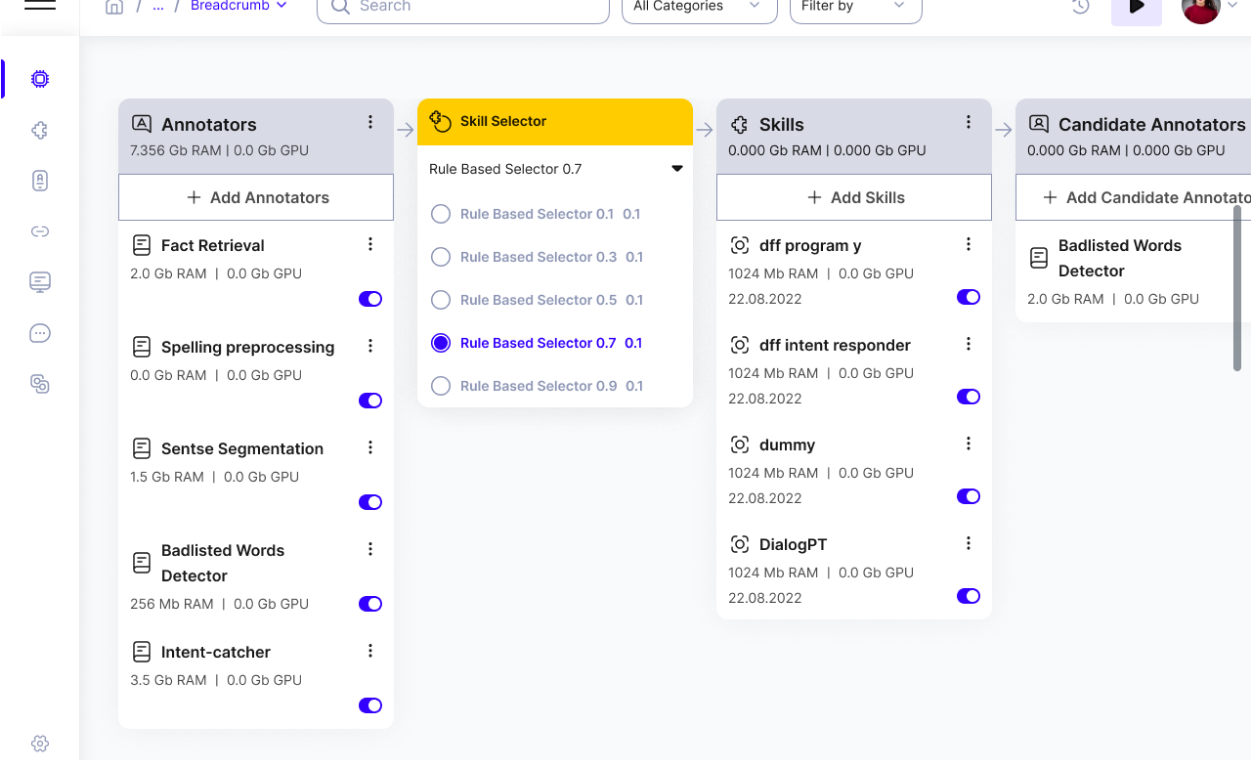 / ... / Breadcrumb
Search
All Categories
Filter by
Annotators
7.356 Gb RAM | 0.0 Gb GPU
+ Add Annotators
Fact Retrieval
2.0 Gb RAM | 0.0 Gb GPU
Spelling preprocessing
0.0 Gb RAM | 0.0 Gb GPU
Sentse Segmentation
1.5 Gb RAM | 0.0 Gb GPU
Badlisted Words
Detector
256 Mb RAM | 0.0 Gb GPU
Intent-catcher
3.5 Gb RAM | 0.0 Gb GPU
Skill Selector
Rule Based Selector 0.7
Rule Based Selector 0.1 0.1
Rule Based Selector 0.3 0.1
Rule Based Selector 0.5 0.1
Rule Based Selector 0.7 0.1
Rule Based Selector 0.9 0.1
Skills
0.000 Gb RAM | 0.000 Gb GPU
+ Add Skills
dff program y
1024 Mb RAM | 0.0 Gb GPU
22.08.2022
dff intent responder
1024 Mb RAM | 0.0 Gb GPU
22.08.2022
dummy
1024 Mb RAM | 0.0 Gb GPU
22.08.2022
DialogPT
1024 Mb RAM | 0.0 Gb GPU
22.08.2022
Candidate Annotators
0.000 Gb RAM | 0.000 Gb GPU
+ Add Candidate Annotato
Badlisted Words
Detector
2.0 Gb RAM | 0.0 Gb GPU